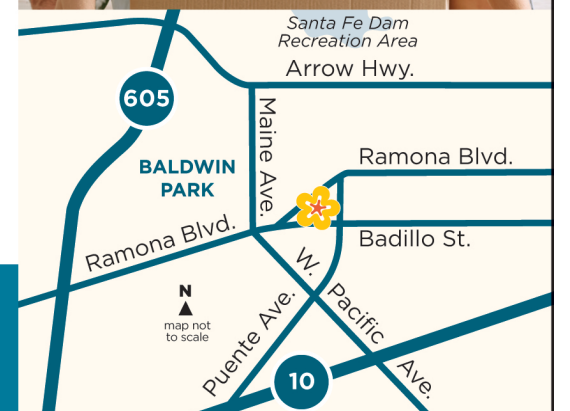 Santa Fe Dam
Recreation Area
Arrow Hwy.
605
Maine Ave.
Ramona Blvd.
BALDWIN
PARK
Badillo St.
Ramona Blvd.
W. Pacific Ave.
N
map not
to scale
Puente Ave.
10